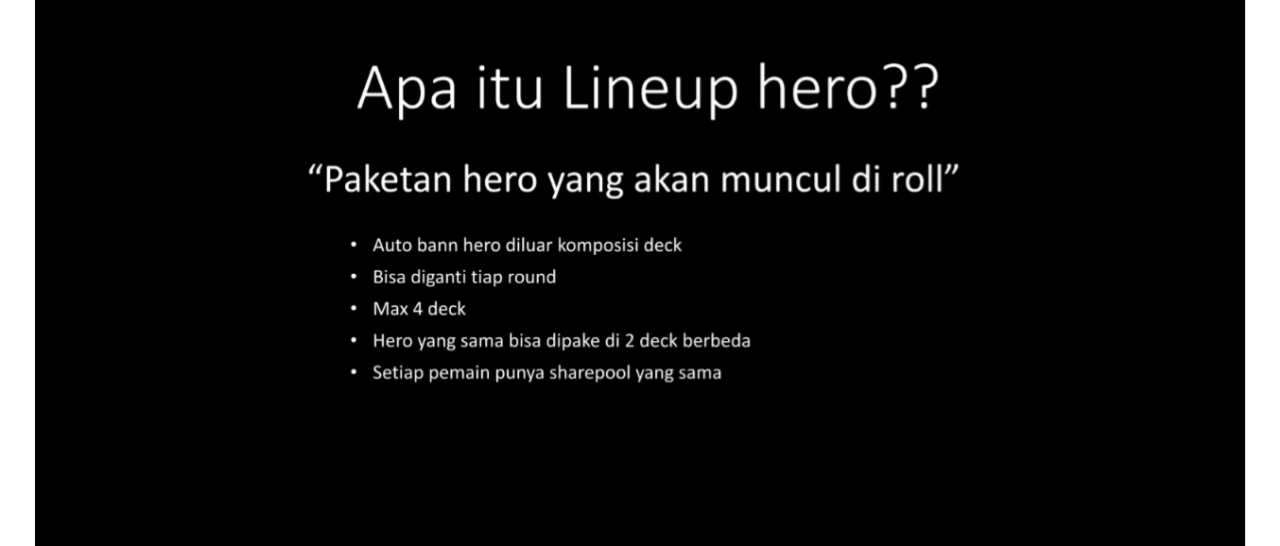 Apa itu Lineup hero??
“Paketan hero yang akan muncul di roll”
• Auto bann hero diluar komposisi deck
• Bisa diganti tiap round
• Max 4 deck
• Hero yang sama bisa dipake di 2 deck berbeda
• Setiap pemain punya sharepool yang sama